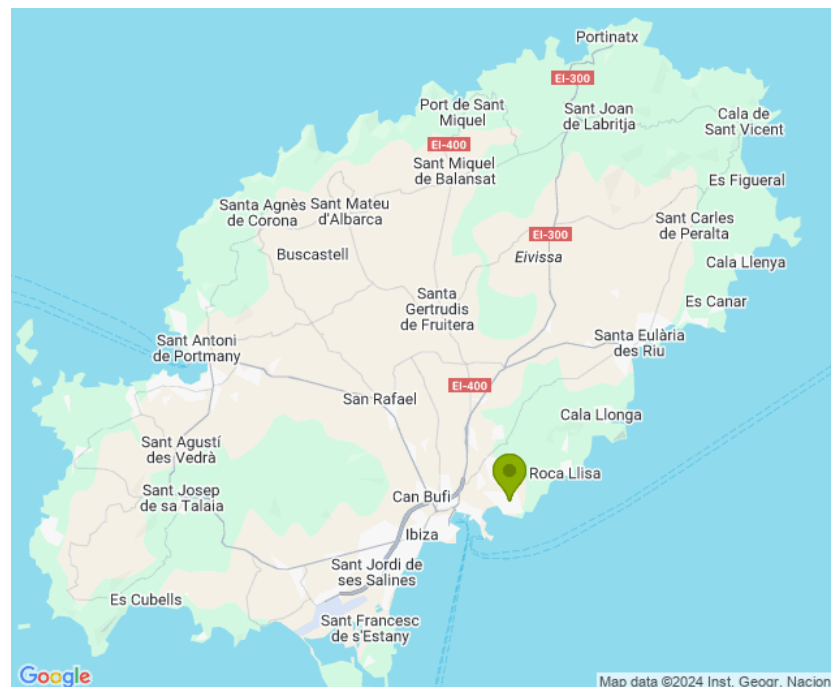 Portinatx
EI-300
Port de Sant
Miquel
Sant Joan
de Labritja
Cala de
Sant Vicent
EI-400
Sant Miquel
de Balansat
Es Figueral
Santa Agnès
de Corona
Sant Mateu
d'Albarca
Sant Carles
de Peralta
EI-300
Buscastell
Eivissa
Cala Llenya
Santa
Gertrudis
de Fruitera
Es Canar
Sant Antoni
de Portmany
Santa Eulària
des Riu
EI-400
San Rafael
Cala Llonga
Sant Agustí
des Vedrà
Roca Llisa
Sant Josep
de sa Talaia
Can Bufi
Ibiza
Sant Jordi de
ses Salines
Es Cubells
Sant Francesc
de s'Estany
Google
Map data ©2024 Inst. Geogr. Nacion